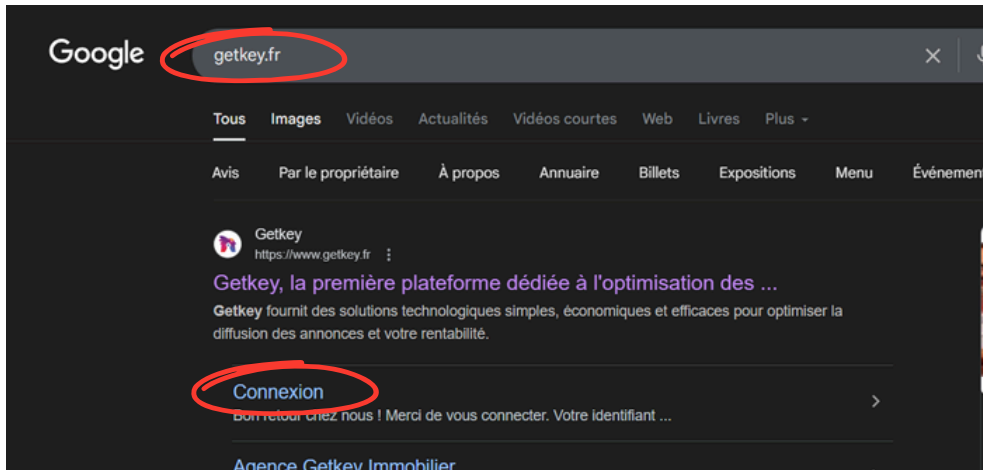 Google
getkey.fr
Tous Images Vidéos Actualités Vidéos courtes Web Livres Plus
Avis Par le propriétaire À propos Annuaire Billets Expositions Menu Événement
Getkey
https://www.getkey.fr
Getkey, la première plateforme dédiée à l'optimisation des ...
Getkey fournit des solutions technologiques simples, économiques et efficaces pour optimiser la
diffusion des annonces et votre rentabilité.
Connexion
Bon retour chez nous ! Merci de vous connecter. Votre identifiant ...
Agence Getkey Immobilier